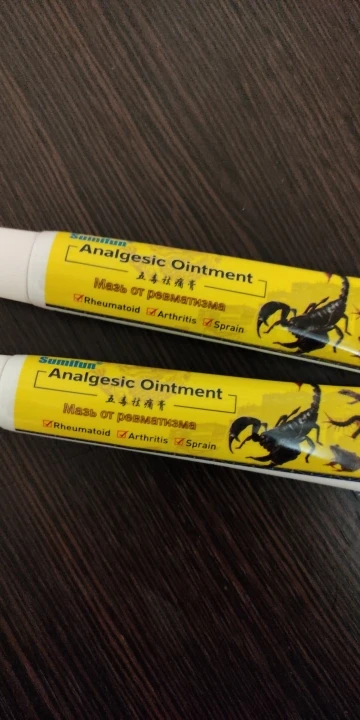 Sumifun
Analgesic Ointment
五毒祛痛膏
Мазь от ревматизма
Rheumatoid Arthritis Sprain
Sumifun
Analgesic Ointment
五毒祛痛膏
Мазь от ревматизма
Rheumatoid Arthritis Sprain